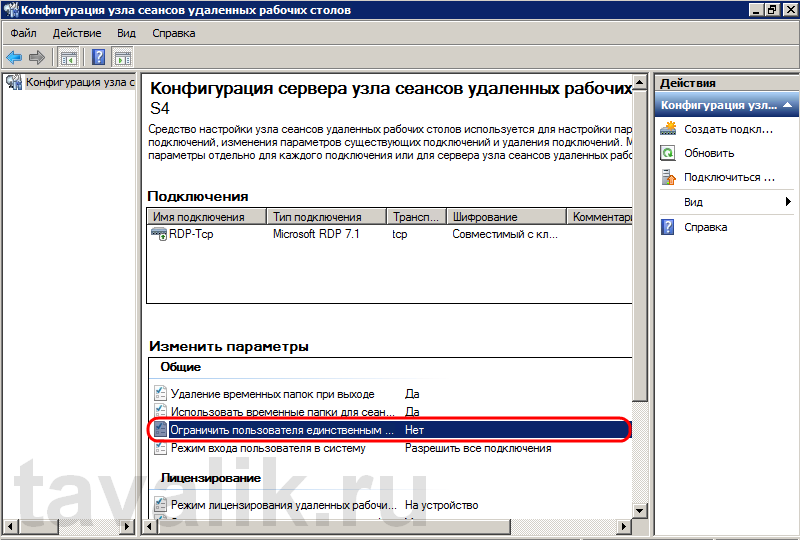 Конфигурация узла сеансов удаленных рабочих столов
Файл Действие Вид Справка
Конфигурация узла с
Конфигурация сервера узла сеансов удаленных рабочих
S4
Средство настройки узла сеансов удаленных рабочих столов используется для настройки пар
подключений, изменения параметров существующих подключений и удаления подключений. М
параметры отдельно для каждого подключения или для сервера узла сеансов удаленных рабо
Подключения
Имя подключения Тип подключения Трансп... Шифрование Комментари
RDP-Tcp Microsoft RDP 7.1 tcp Совместимый с кл...
Изменить параметры
Общие
Удаление временных папок при выходе Да
Использовать временные папки для сеан... Да
Ограничить пользователя единственным ... Нет
Режим входа пользователя в систему Разрешить все подключения
Лицензирование
Режим лицензирования удаленных рабочи... На устройство
Действия
Конфигурация узл...
Создать подкл...
Обновить
Подключиться ...
Вид
Справка
tavalik.ru